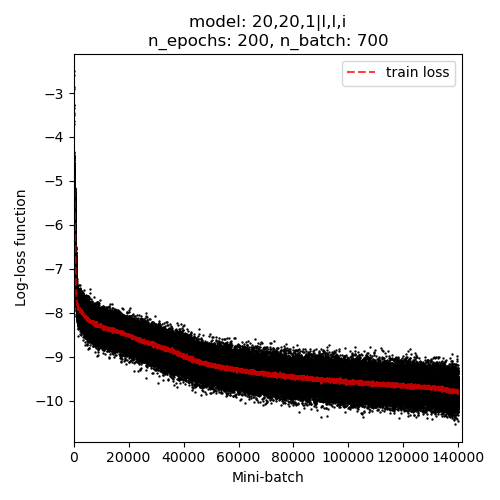 model: 20,20,1|l,l,i
n_epochs: 200, n_batch: 700
train loss
Log-loss function
−3
−4
−5
−6
−7
−8
−9
−10
0 20000 40000 60000 80000 100000 120000 140000
Mini-batch